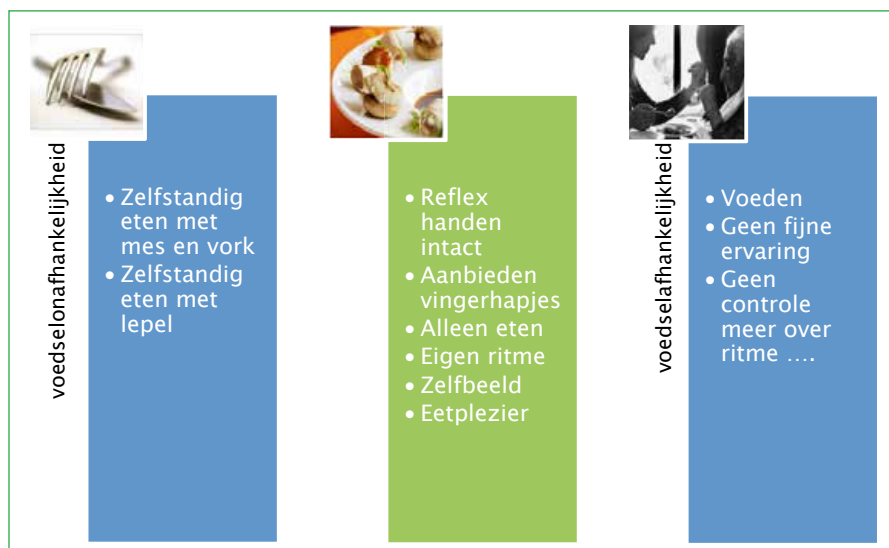 voedselonafhankelijkheid
• Zelfstandig
eten met
mes en vork
• Zelfstandig
eten met
lepel
• Reflex
handen
intact
• Aanbieden
vingerhapjes
• Alleen eten
• Eigen ritme
• Zelfbeeld
• Eetplezier
voedselafhankelijkheid
• Voeden
• Geen fijne
ervaring
• Geen
controle
meer over
ritme ….